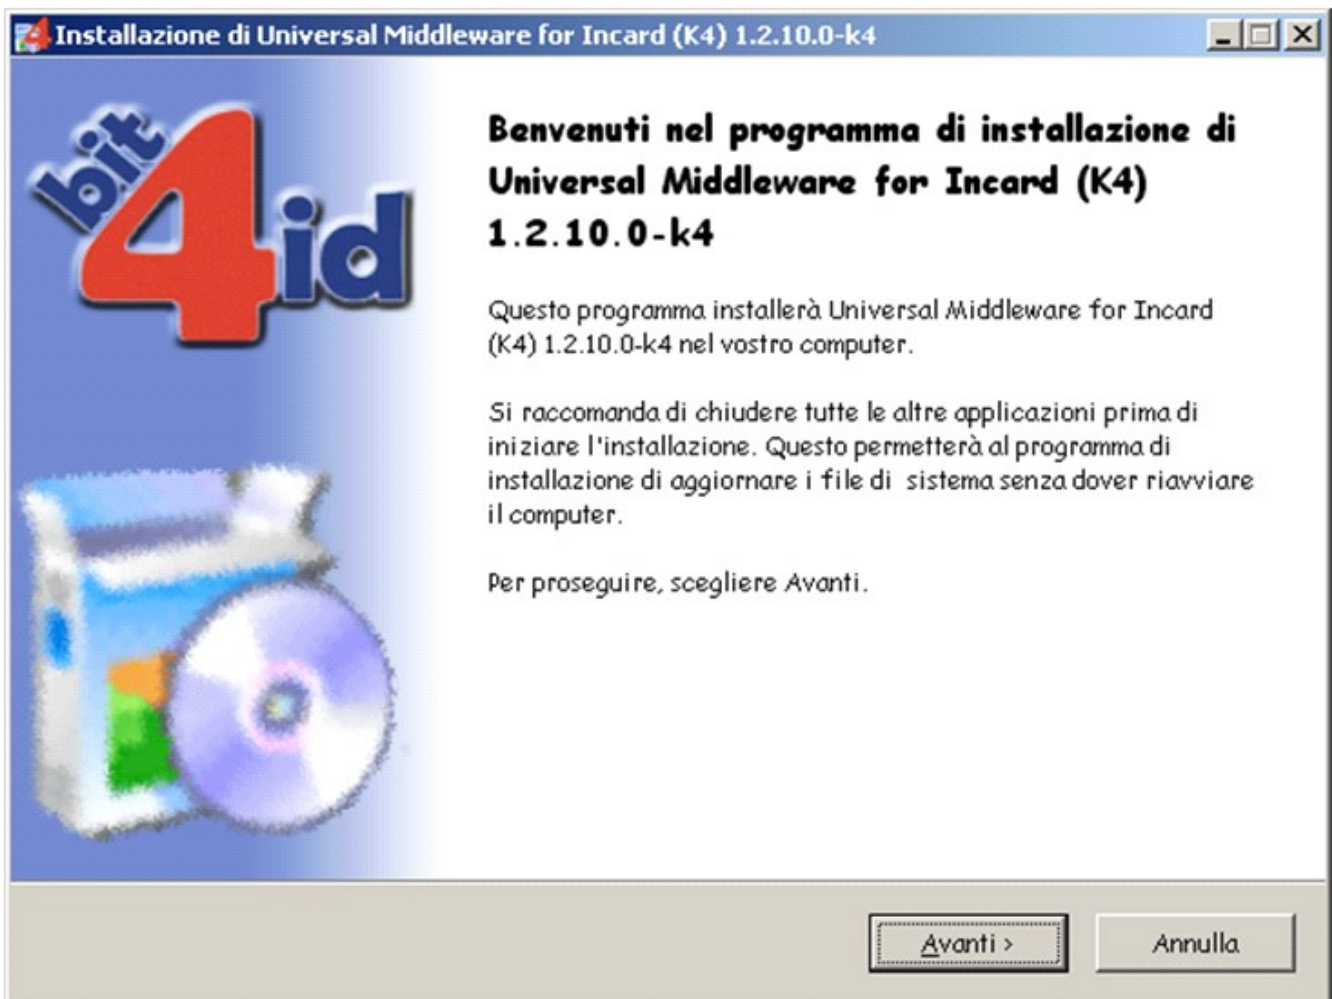 Installazione di Universal Middleware for Incard (K4) 1.2.10.0-k4
bit
4
id
Benvenuti nel programma di installazione di
Universal Middleware for Incard (K4)
1.2.10.0-k4
Questo programma installerà Universal Middleware for Incard
(K4) 1.2.10.0-k4 nel vostro computer.
Si raccomanda di chiudere tutte le altre applicazioni prima di
iniziare l'installazione. Questo permetterà al programma di
installazione di aggiornare i file di sistema senza dover riavviare
il computer.
Per proseguire, scegliere Avanti.
Avanti >
Annulla